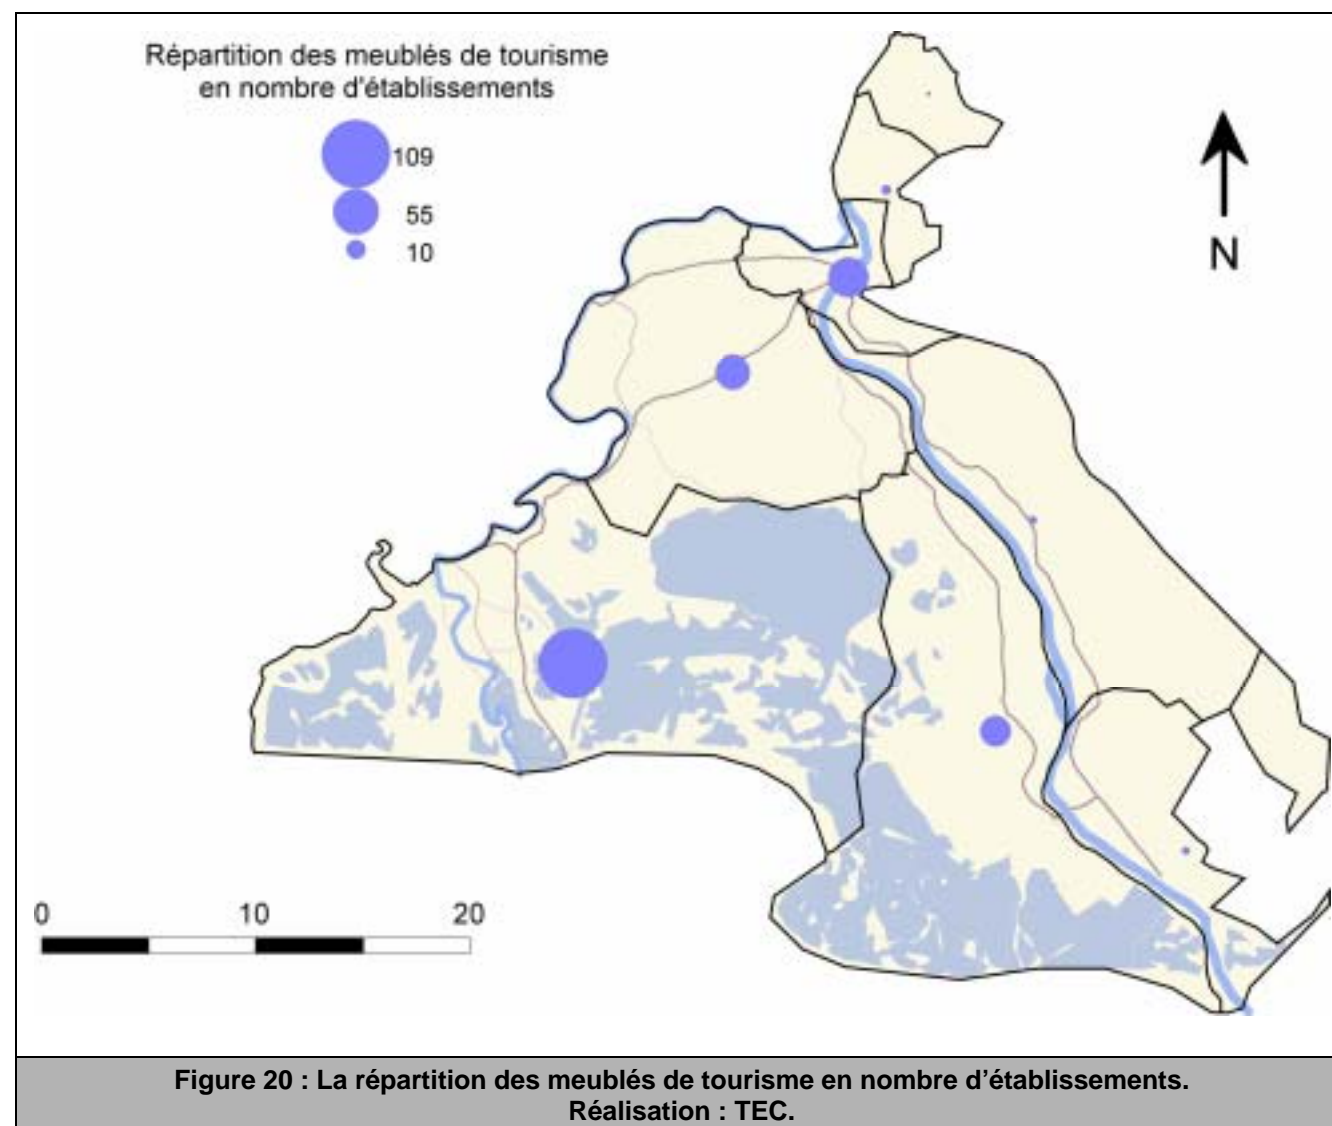 Répartition des meublés de tourisme
en nombre d'établissements
109
55
10
N
0 10 20
Figure 20 : La répartition des meublés de tourisme en nombre d’établissements.
Réalisation : TEC.